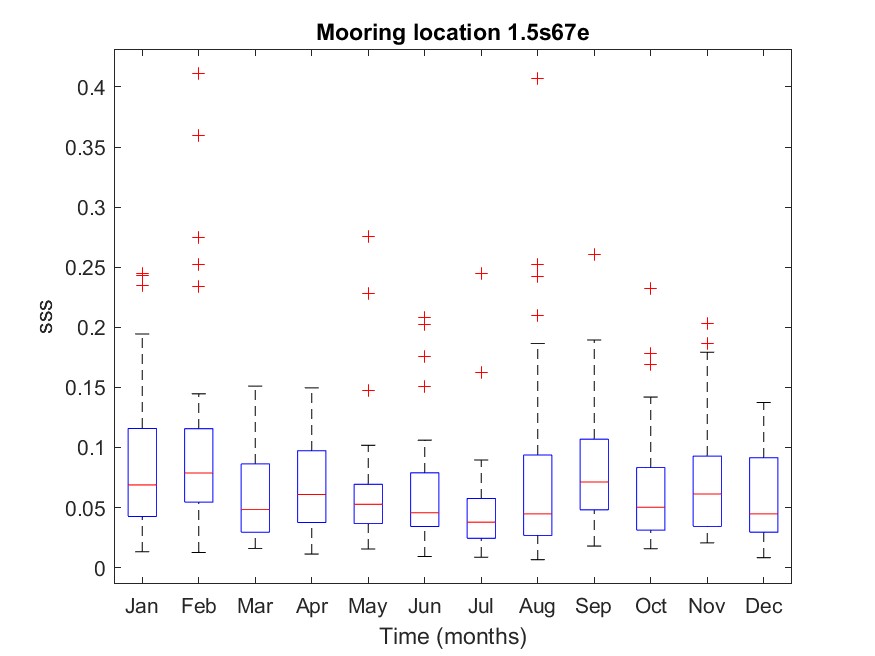 Mooring location 1.5s67e
0.4
0.35
0.3
0.25
0.2
0.15
0.1
0.05
0
sss
Jan Feb Mar Apr May Jun Jul Aug Sep Oct Nov Dec
Time (months)